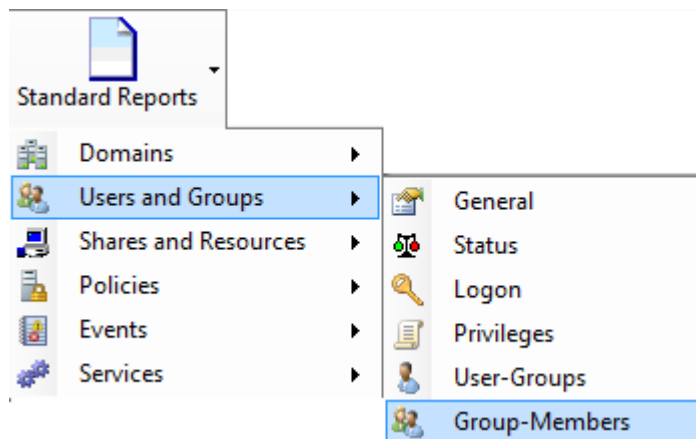 Standard Reports
Domains
Users and Groups
Shares and Resources
Policies
Events
Services
General
Status
Logon
Privileges
User-Groups
Group-Members